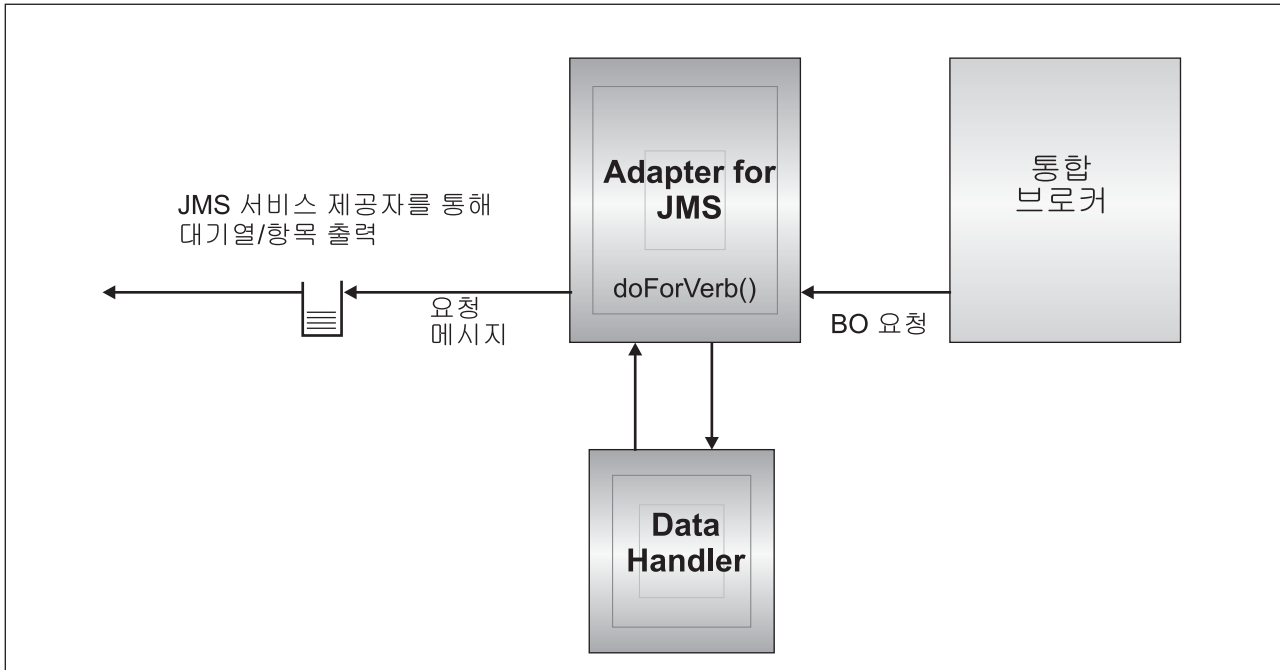 JMS 서비스 제공자를 통해
대기열/항목 출력
요청
메시지
Adapter for
JMS
doForVerb()
BO 요청
통합
브로커
Data
Handler